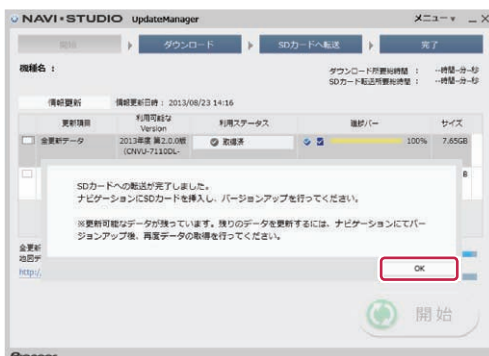 NAVI•STUDIO UpdateManager
メニュー
開始
ダウンロード
SDカードへ転送
完了
機種名 :
ダウンロード所要時間 : --時間--分--秒
SDカード転送所要時間 : --時間--分--秒
情報更新
情報更新日時 : 2013/08/23 14:16
更新項目
利用可能な
Version
利用ステータス
進捗バー
サイズ
全更新データ
2013年度 第2.0.0版
(CNVU-71100L-
取得済
100%
7.65GB
SDカードへの転送が完了しました。
ナビゲーションにSDカードを挿入し、バージョンアップを行ってください。
※更新可能なデータが残っています。残りのデータを更新するには、ナビゲーションにてバー
ジョンアップ後、再度データの取得を行ってください。
OK
全更新
地図デ
http:/
開始